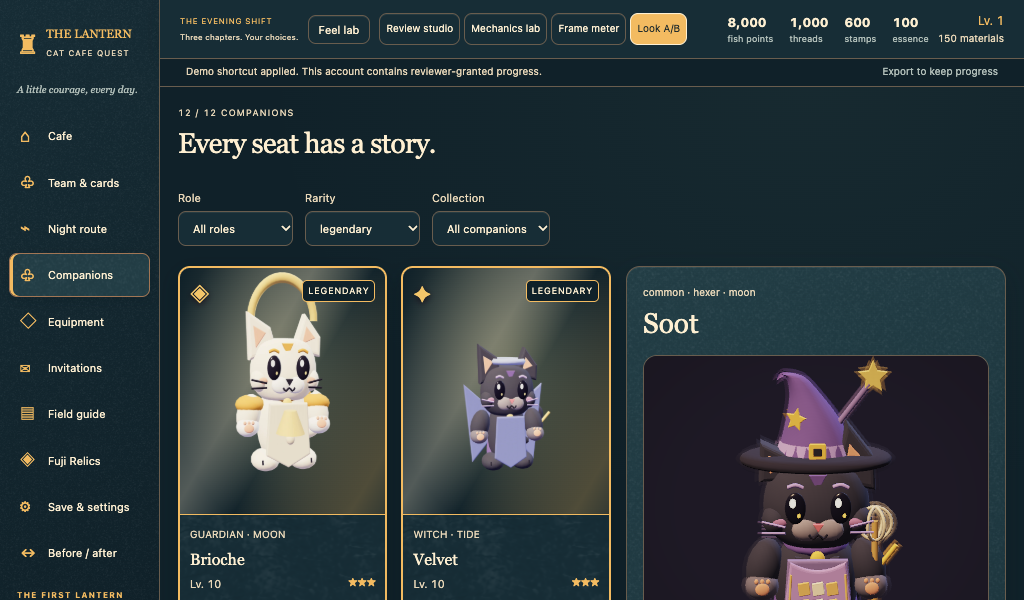 THE LANTERN
CAT CAFE QUEST
A little courage, every day.
Cafe
Team & cards
Night route
Companions
Equipment
Invitations
Field guide
Fuji Relics
Save & settings
Before / after
THE FIRST LANTERN
THE EVENING SHIFT
Three chapters. Your choices.
Feel lab
Review studio
Mechanics lab
Frame meter
Look A/B
8,000
fish points
1,000
threads
600
stamps
100
essence
Lv. 1
150 materials
Demo shortcut applied. This account contains reviewer-granted progress.
Export to keep progress
12 / 12 COMPANIONS
Every seat has a story.
Role
All roles
Rarity
legendary
Collection
All companions
LEGENDARY
GUARDIAN · MOON
Brioche
Lv. 10
LEGENDARY
WITCH · TIDE
Velvet
Lv. 10
common · hexer · moon
Soot